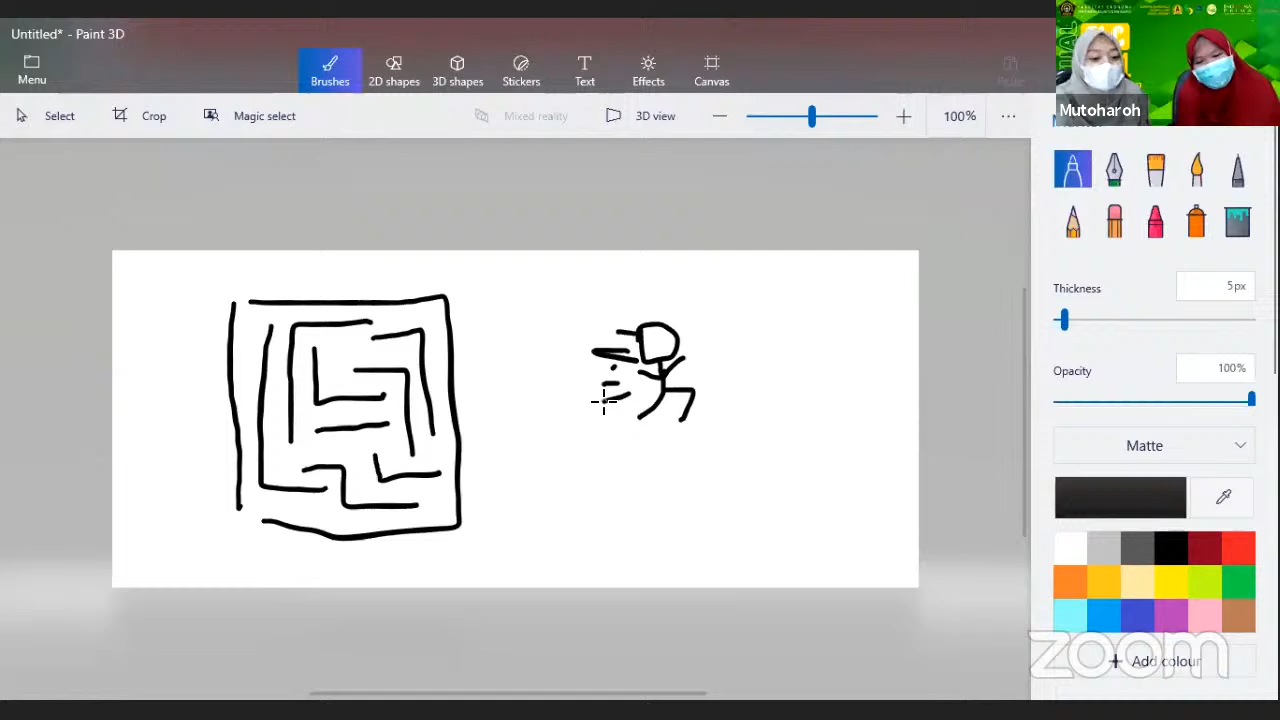 Untitled* - Paint 3D
Menu
Brushes
2D shapes
3D shapes
Stickers
Text
Effects
Canvas
Paste
Select
Crop
Magic select
Mixed reality
3D view
100%
Mutoharoh
Thickness
5px
Opacity
100%
Matte
Add colour
zoom